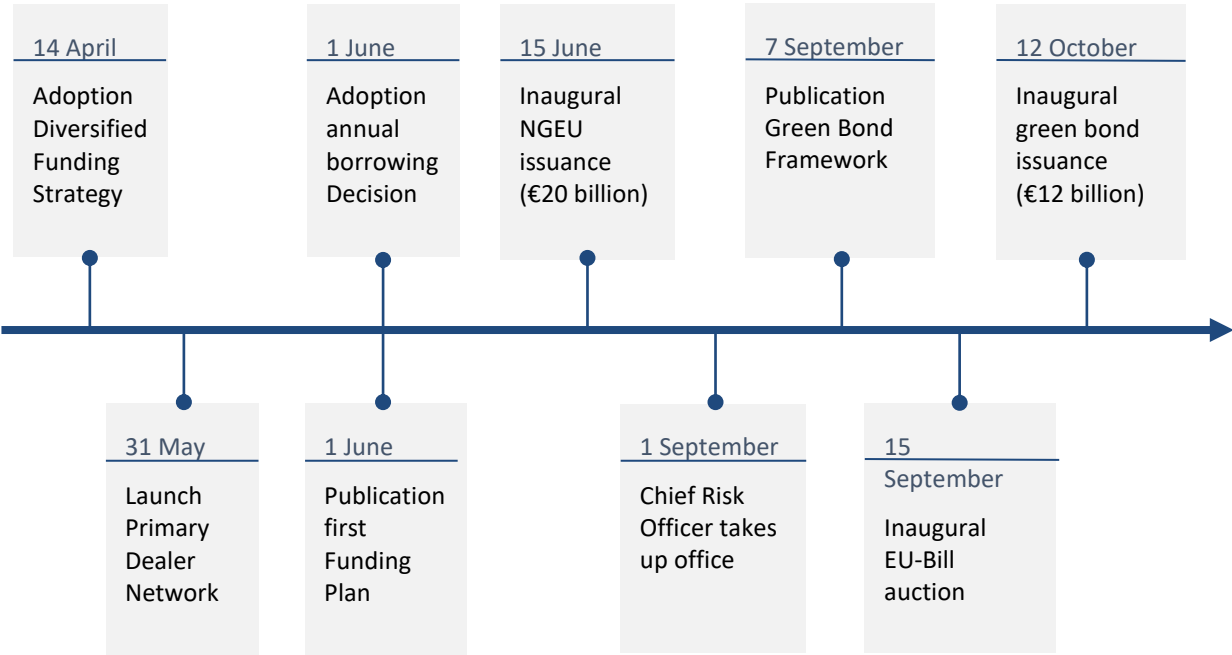 14 April
Adoption
Diversified
Funding
Strategy
1 June
Adoption
annual
borrowing
Decision
15 June
Inaugural
NGEU
issuance
(€20 billion)
7 September
Publication
Green Bond
Framework
12 October
Inaugural
green bond
issuance
(€12 billion)
31 May
Launch
Primary
Dealer
Network
1 June
Publication
first
Funding
Plan
1 September
Chief Risk
Officer takes
up office
15
September
Inaugural
EU-Bill
auction